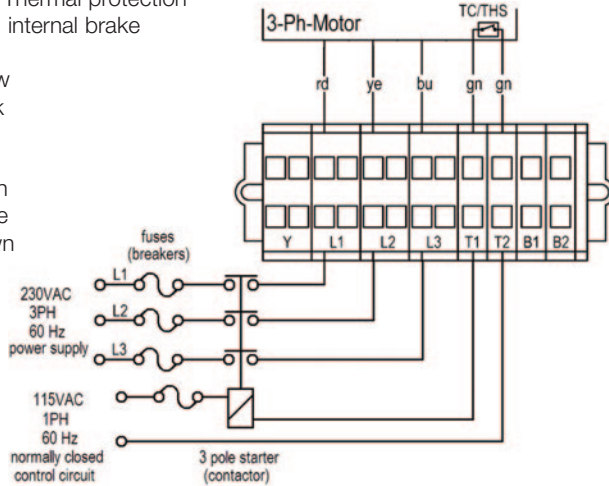 Thermal protection
internal brake
3-Ph-Motor
TC/THS
rd ye bu gn gn
Y L1 L2 L3 T1 T2 B1 B2
fuses
(breakers)
L1
L2
L3
230VAC
3PH
60 Hz
power supply
115VAC
1PH
60 Hz
normally closed
control circuit
3 pole starter
(contactor)